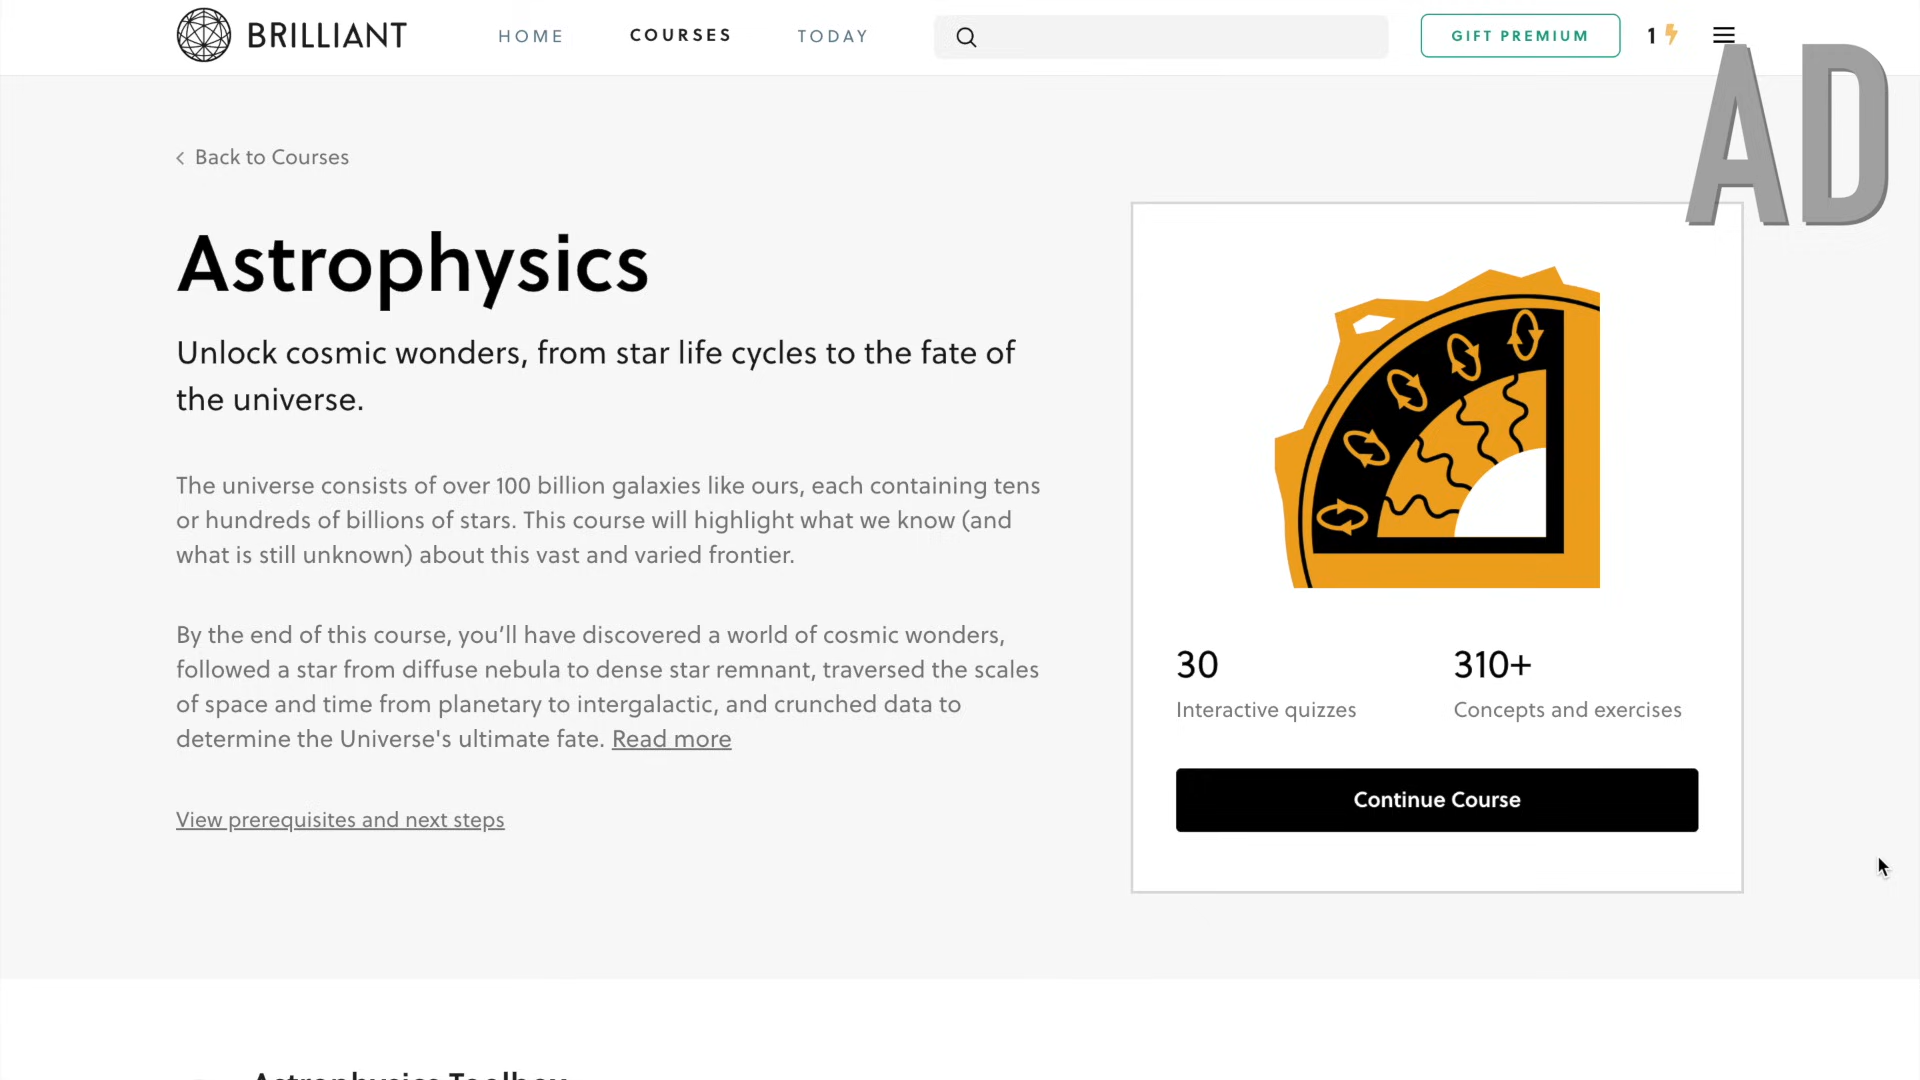 BRILLIANT
HOME
COURSES
TODAY
GIFT PREMIUM
1
AD
Back to Courses
Astrophysics
Unlock cosmic wonders, from star life cycles to the fate of
the universe.
The universe consists of over 100 billion galaxies like ours, each containing tens
or hundreds of billions of stars. This course will highlight what we know (and
what is still unknown) about this vast and varied frontier.
By the end of this course, you’ll have discovered a world of cosmic wonders,
followed a star from diffuse nebula to dense star remnant, traversed the scales
of space and time from planetary to intergalactic, and crunched data to
determine the Universe's ultimate fate. Read more
View prerequisites and next steps
30
Interactive quizzes
310+
Concepts and exercises
Continue Course
Astrophysics Toolbox